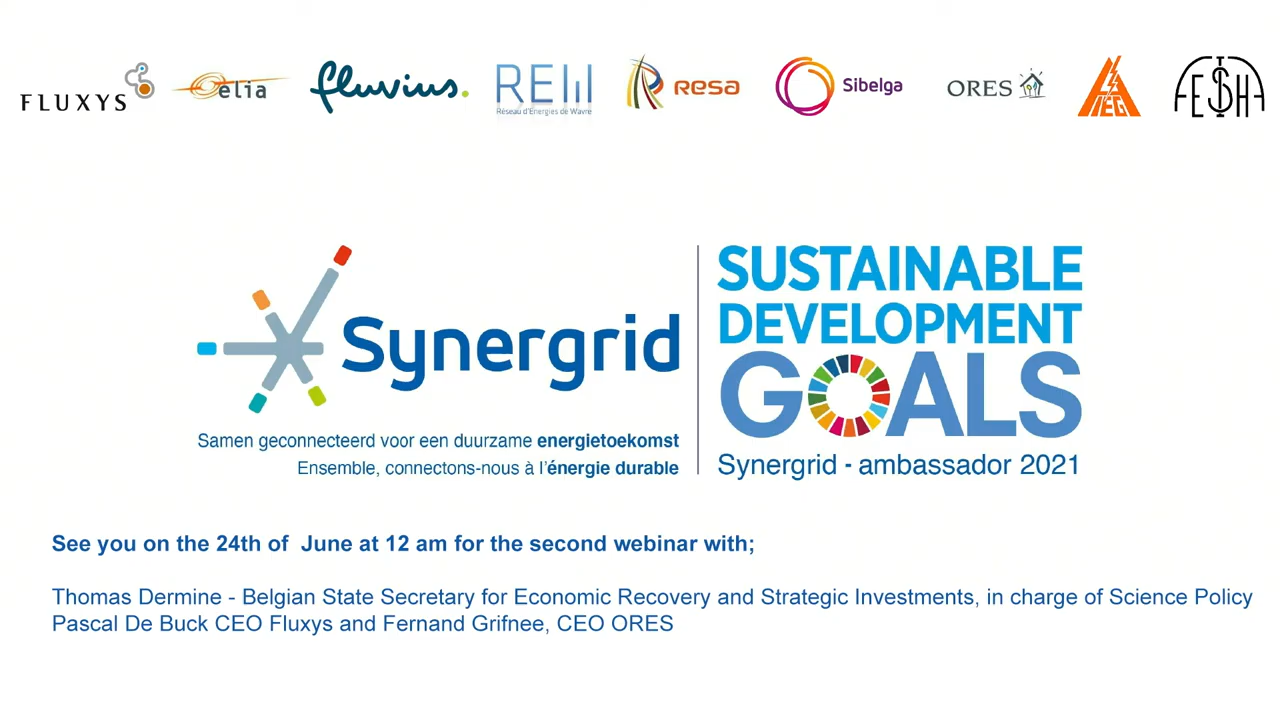 FLUXYS
elia
fluvius.
REW
Réseau d'Énergies de Wavre
Resa
Sibelga
ORES
AIEG
AIESH
Synergrid
Samen geconnecteerd voor een duurzame energietoekomst
Ensemble, connectons-nous à l'énergie durable
SUSTAINABLE
DEVELOPMENT
GOALS
Synergrid - ambassador 2021
See you on the 24th of June at 12 am for the second webinar with;
Thomas Dermine - Belgian State Secretary for Economic Recovery and Strategic Investments, in charge of Science Policy
Pascal De Buck CEO Fluxys and Fernand Grifnee, CEO ORES